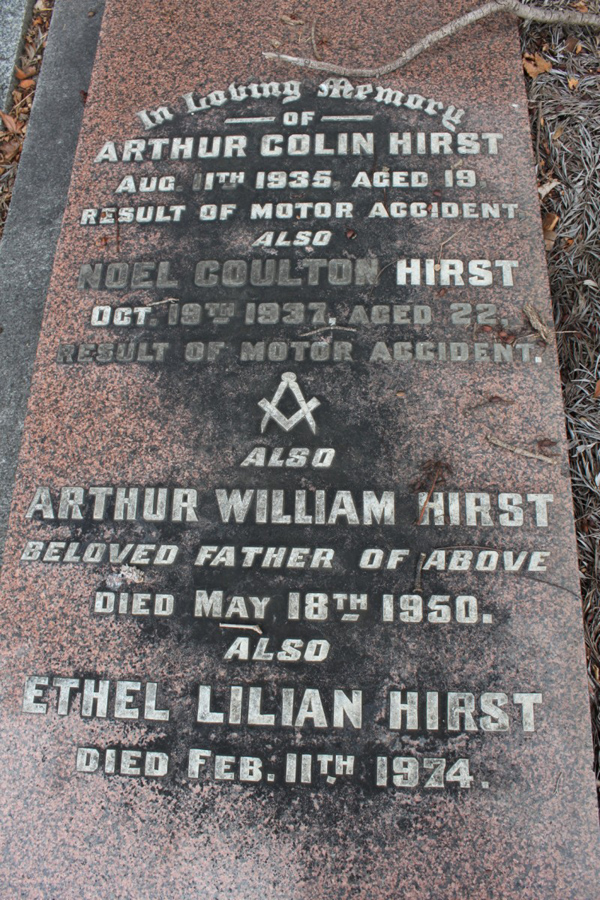 In Loving Memory
OF
ARTHUR COLIN HIRST
AUG. 11TH 1935, AGED 19.
RESULT OF MOTOR ACCIDENT
ALSO
NOEL COULTON HIRST
OCT. 19TH 1937, AGED 22.
RESULT OF MOTOR ACCIDENT.
ALSO
ARTHUR WILLIAM HIRST
BELOVED FATHER OF ABOVE
DIED MAY 18TH 1950.
ALSO
ETHEL LILIAN HIRST
DIED FEB. 11TH 1974.